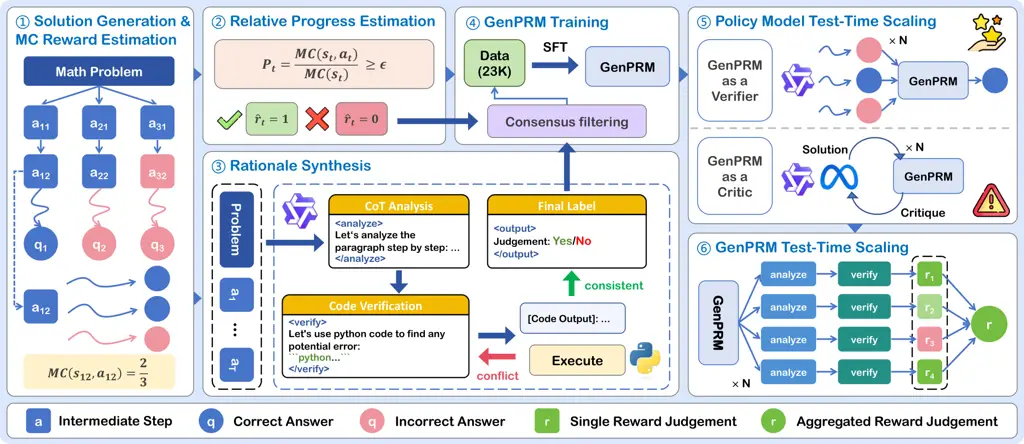 ① Solution Generation &
MC Reward Estimation
Math Problem
a11
a21
a31
a12
a22
a32
q1
q2
q3
a12
MC(s12, a12) = 2/3
② Relative Progress Estimation
Pt = MC(st, at) / MC(st) ≥ ϵ
r̂t = 1
r̂t = 0
③ Rationale Synthesis
Problem
a1
...
aT
CoT Analysis
<analyze>
Let's analyze the
paragraph step by step: ...
</analyze>
Code Verification
<verify>
Let's use python code to find any
potential error:
```python...```
</verify>
Final Label
<output>
Judgement: Yes/No
</output>
consistent
[Code Output]: ...
conflict
Execute
④ GenPRM Training
Data
(23K)
SFT
GenPRM
Consensus filtering
⑤ Policy Model Test-Time Scaling
GenPRM
as a
Verifier
× N
GenPRM
GenPRM
as a
Critic
Solution
× N
GenPRM
Critique
⑥ GenPRM Test-Time Scaling
GenPRM
× N
analyze
verify
r1
analyze
verify
r2
analyze
verify
r3
analyze
verify
r4
r
a Intermediate Step
q Correct Answer
q Incorrect Answer
r Single Reward Judgement
r Aggregated Reward Judgement